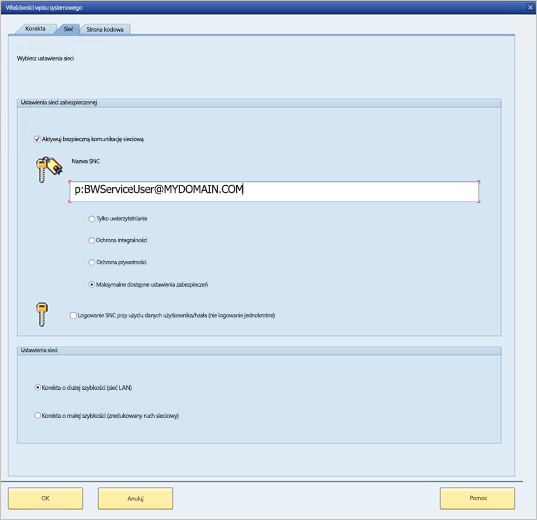 Właściwości wpisu systemowego
Korekta
Sieć
Strona kodowa
Wybierz ustawienia sieci
Ustawienia sieci zabezpieczonej
Aktywuj bezpieczną komunikację sieciową
Nazwa SNC
p:BWServiceUser@MYDOMAIN.COM
Tylko uwierzytelnianie
Ochrona integralności
Ochrona prywatności
Maksymalne dostępne ustawienia zabezpieczeń
Logowanie SNC przy użyciu danych użytkownika/hasła (nie logowanie jednokrotne)
Ustawienia sieci
Korekta o dużej szybkości (sieć LAN)
Korekta o małej szybkości (zredukowany ruch sieciowy)
OK
Anuluj
Pomoc